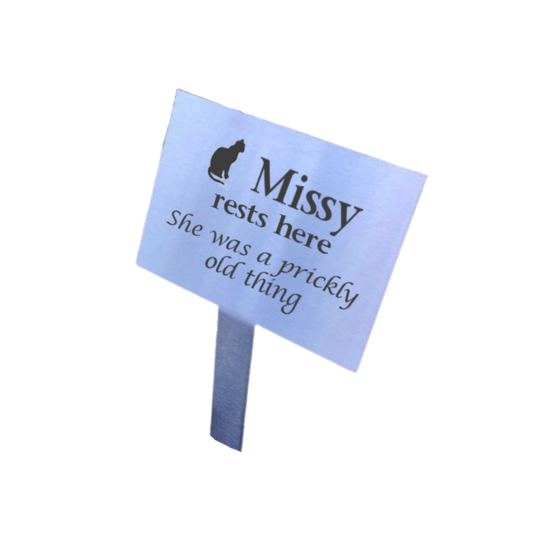 Missy
rests here
She was a prickly
old thing